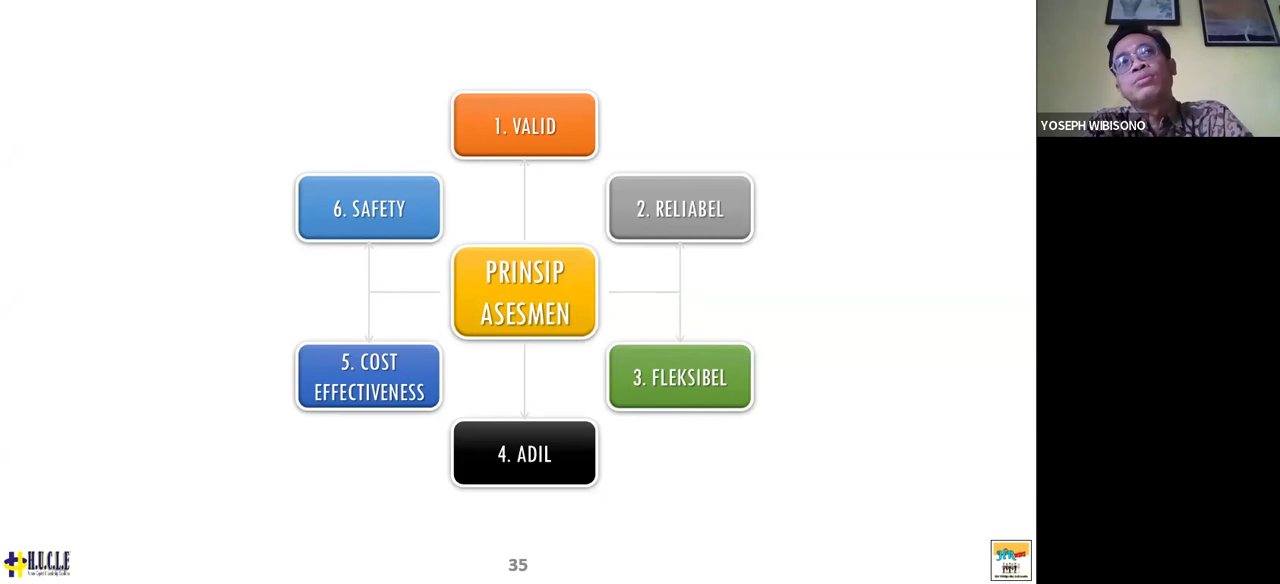 1. VALID
6. SAFETY
2. RELIABEL
PRINSIP
ASESMEN
5. COST
EFFECTIVENESS
3. FLEKSIBEL
4. ADIL
YOSEPH WIBISONO
H.U.C.L.E
35